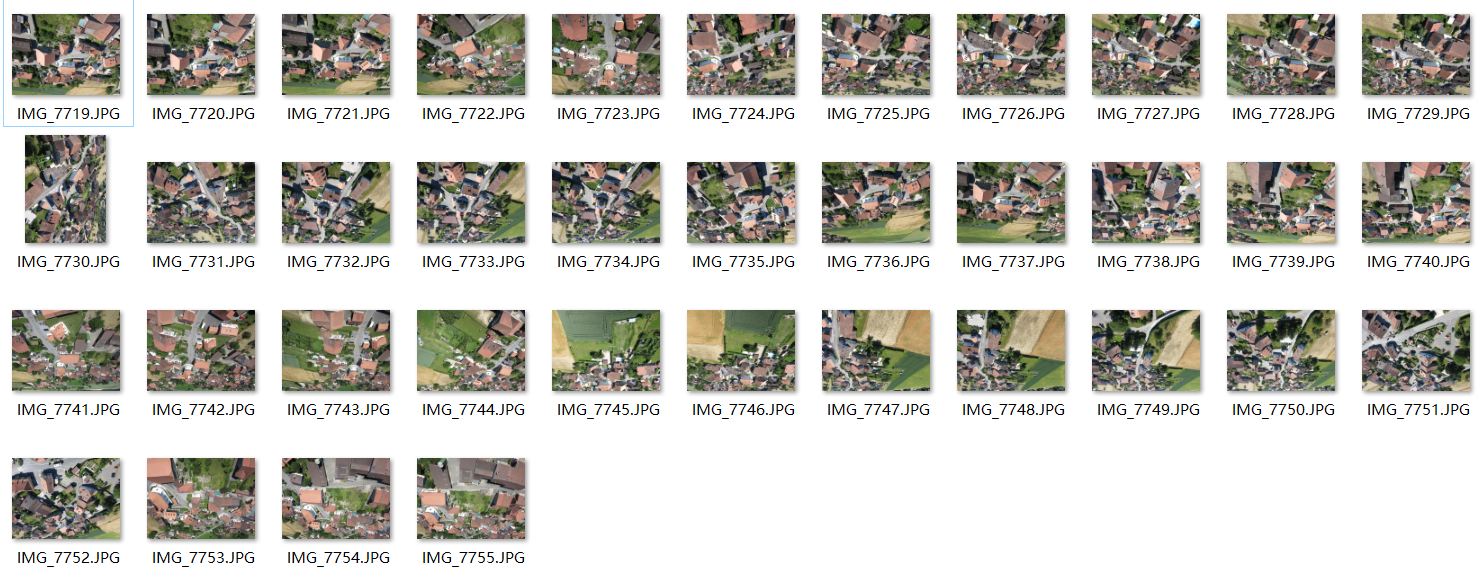 IMG_7719.JPG IMG_7720.JPG IMG_7721.JPG IMG_7722.JPG IMG_7723.JPG IMG_7724.JPG IMG_7725.JPG IMG_7726.JPG IMG_7727.JPG IMG_7728.JPG IMG_7729.JPG
IMG_7730.JPG IMG_7731.JPG IMG_7732.JPG IMG_7733.JPG IMG_7734.JPG IMG_7735.JPG IMG_7736.JPG IMG_7737.JPG IMG_7738.JPG IMG_7739.JPG IMG_7740.JPG
IMG_7741.JPG IMG_7742.JPG IMG_7743.JPG IMG_7744.JPG IMG_7745.JPG IMG_7746.JPG IMG_7747.JPG IMG_7748.JPG IMG_7749.JPG IMG_7750.JPG IMG_7751.JPG
IMG_7752.JPG IMG_7753.JPG IMG_7754.JPG IMG_7755.JPG